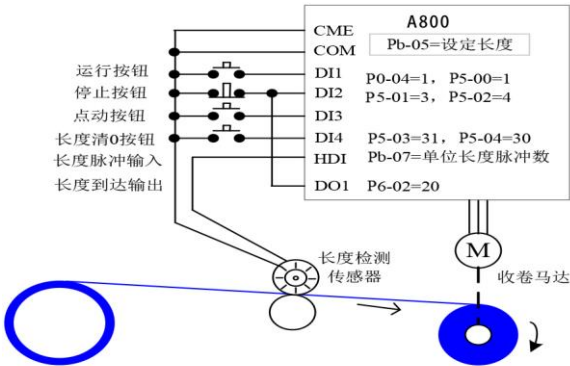 A800
CME
COM
Pb-05=设定长度
运行按钮
DI1
P0-04=1，P5-00=1
停止按钮
DI2
P5-01=3，P5-02=4
点动按钮
DI3
长度清0按钮
DI4
P5-03=31，P5-04=30
长度脉冲输入
HDI
Pb-07=单位长度脉冲数
长度到达输出
DO1
P6-02=20
M
长度检测
传感器
收卷马达